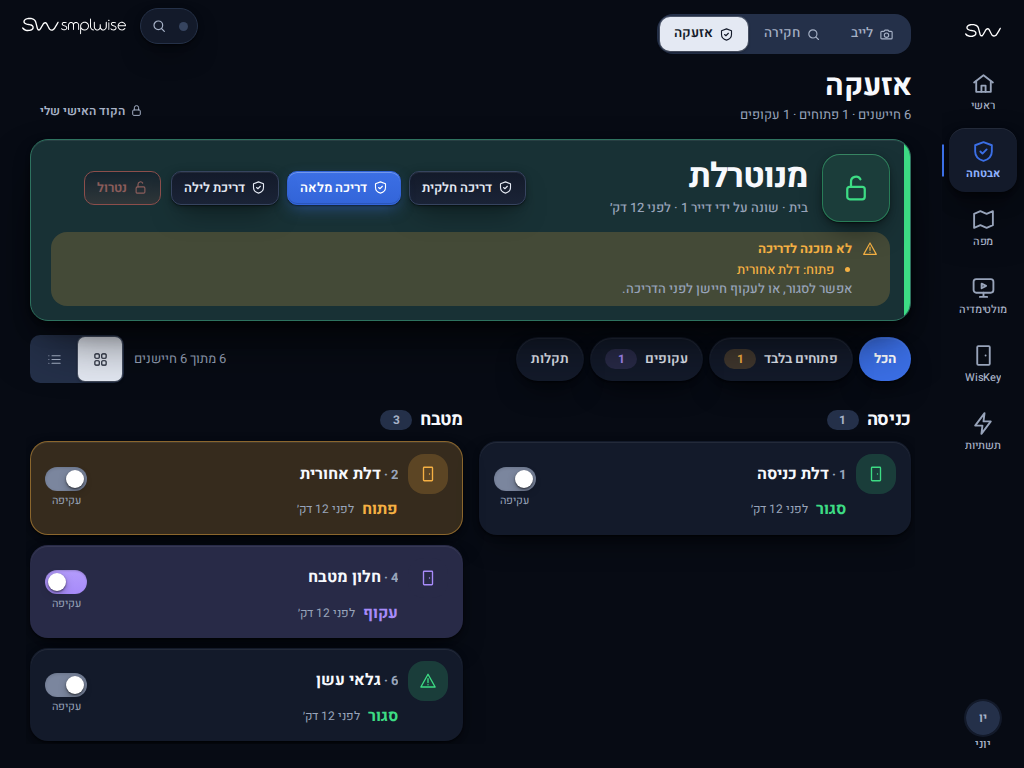 smplwise
לייב
חקירה
אזעקה
אזעקה
6 חיישנים · 1 פתוחים · 1 עקופים
הקוד האישי שלי
ראשי
אבטחה
מפה
מולטימדיה
WisKey
תשתיות
יו
יוני
מנוטרלת
בית · שונה על ידי דייר 1 · לפני 12 דק'
דריכה חלקית
דריכה מלאה
דריכת לילה
נטרול
לא מוכנה לדריכה
• פתוח: דלת אחורית
אפשר לסגור, או לעקוף חיישן לפני הדריכה.
הכל
פתוחים בלבד 1
עקופים 1
תקלות
6 מתוך 6 חיישנים
כניסה 1
1 · דלת כניסה
סגור לפני 12 דק'
עקיפה
מטבח 3
2 · דלת אחורית
פתוח לפני 12 דק'
עקיפה
4 · חלון מטבח
עקוף לפני 12 דק'
עקיפה
6 · גלאי עשן
סגור לפני 12 דק'
עקיפה